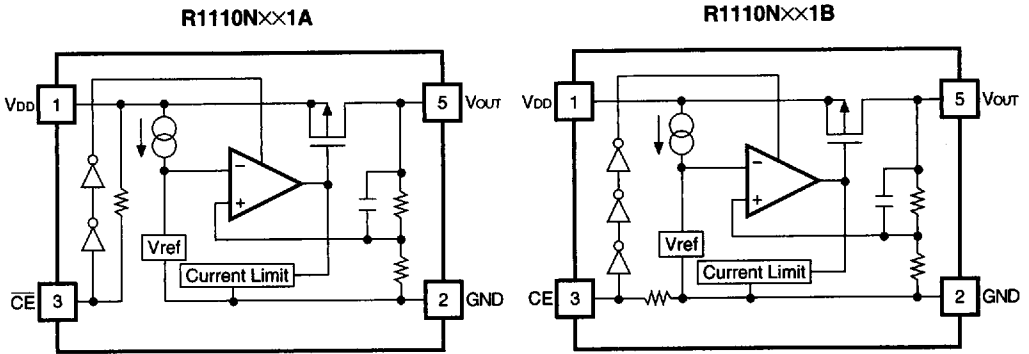 R1110N××1A
VDD
1
5
VOUT
−
+
Vref
Current Limit
CE
3
2
GND
R1110N××1B
VDD
1
5
VOUT
−
+
Vref
Current Limit
CE
3
2
GND